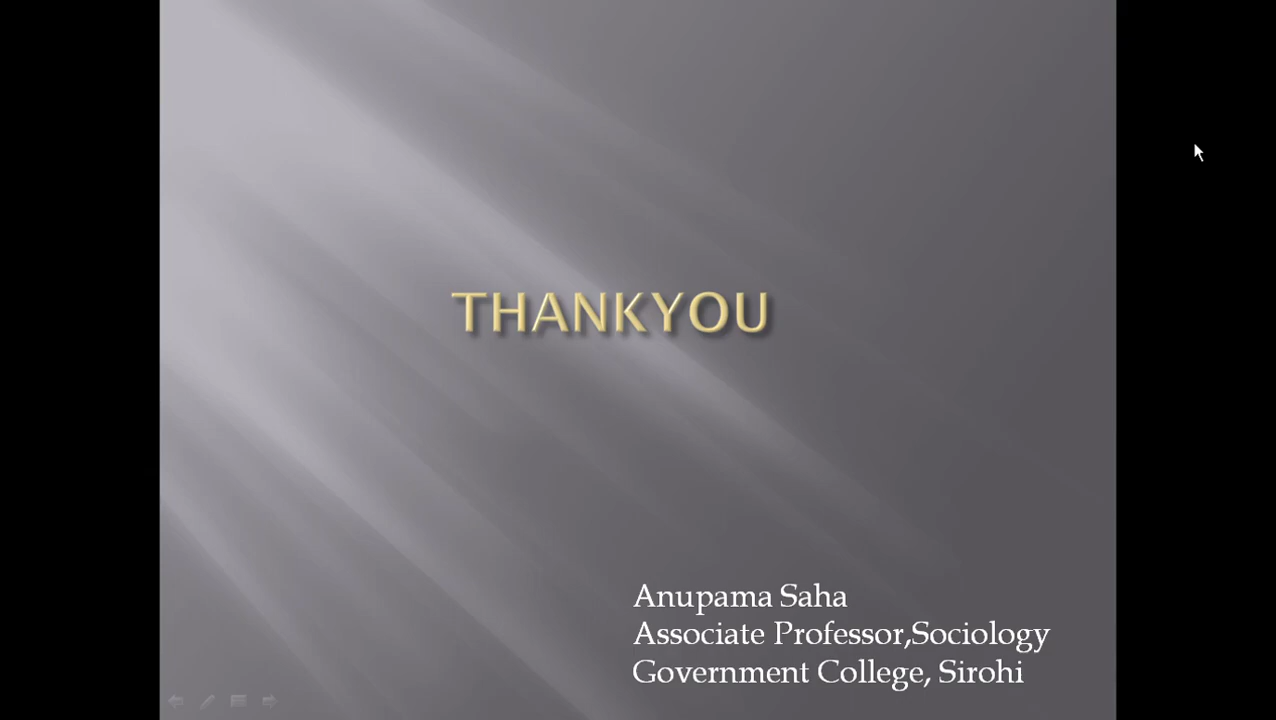 THANKYOU
Anupama Saha
Associate Professor,Sociology
Government College, Sirohi